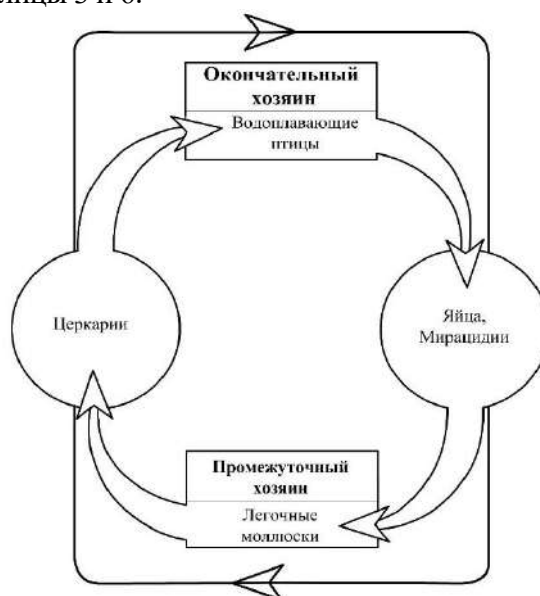 Окончательный
хозяин
Водоплавающие
птицы
Церкарии
Яйца,
Мирацидии
Промежуточный
хозяин
Легочные
моллюски